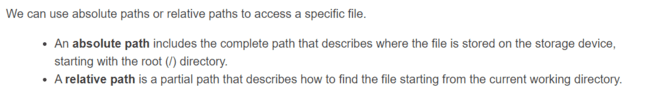 We can use absolute paths or relative paths to access a specific file.
• An absolute path includes the complete path that describes where the file is stored on the storage device,
starting with the root (/) directory.
• A relative path is a partial path that describes how to find the file starting from the current working directory.